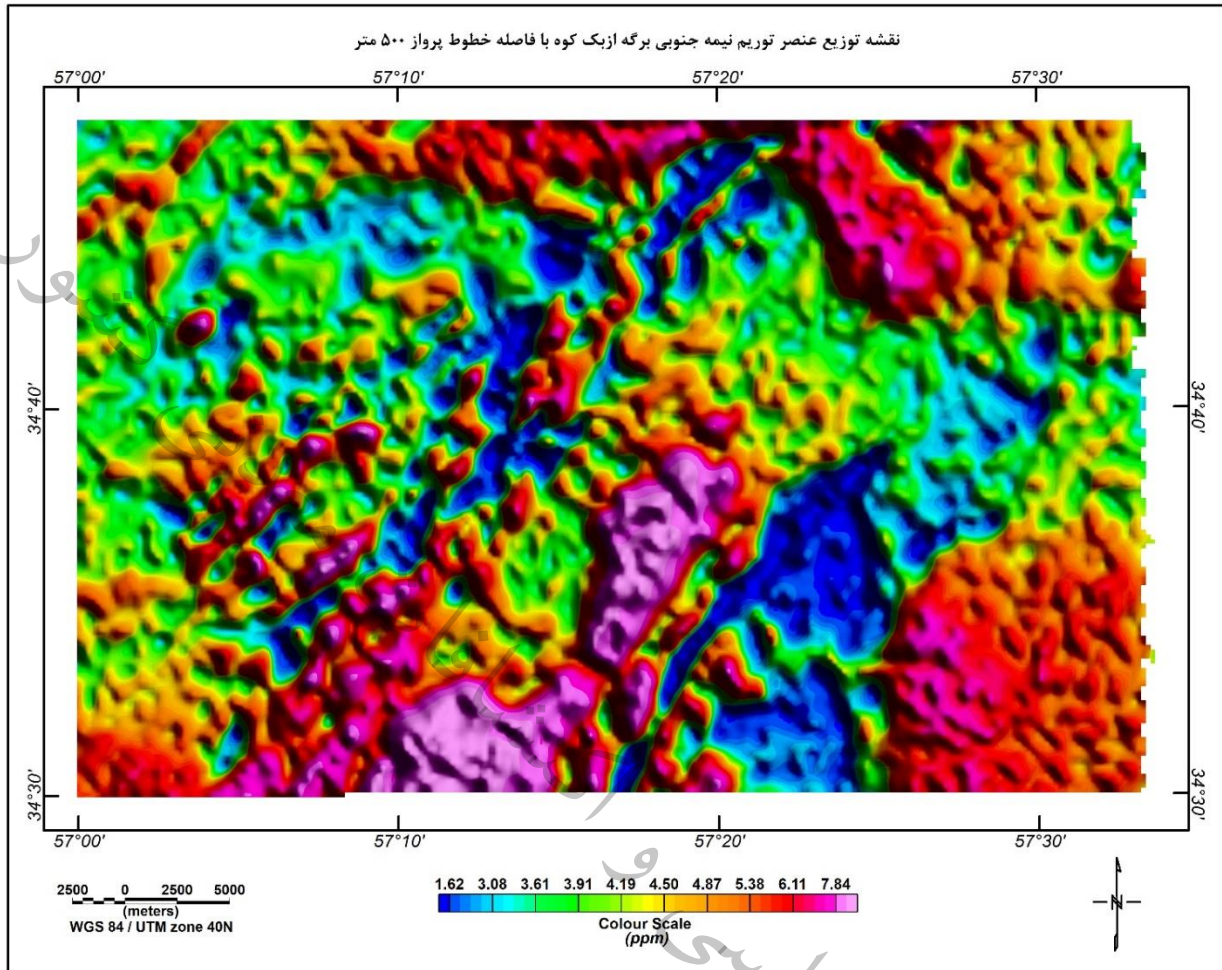 نقشه توزیع عنصر توریم نیمه جنوبی برگه ازبک کوه با فاصله خطوط پرواز ۵۰۰ متر
57°00' 57°10' 57°20' 57°30'
34°40' 34°40'
34°30' 34°30'
57°00' 57°10' 57°20' 57°30'
2500 0 2500 5000
(meters)
WGS 84 / UTM zone 40N
1.62 3.08 3.61 3.91 4.19 4.50 4.87 5.38 6.11 7.84
Colour Scale
(ppm)
N